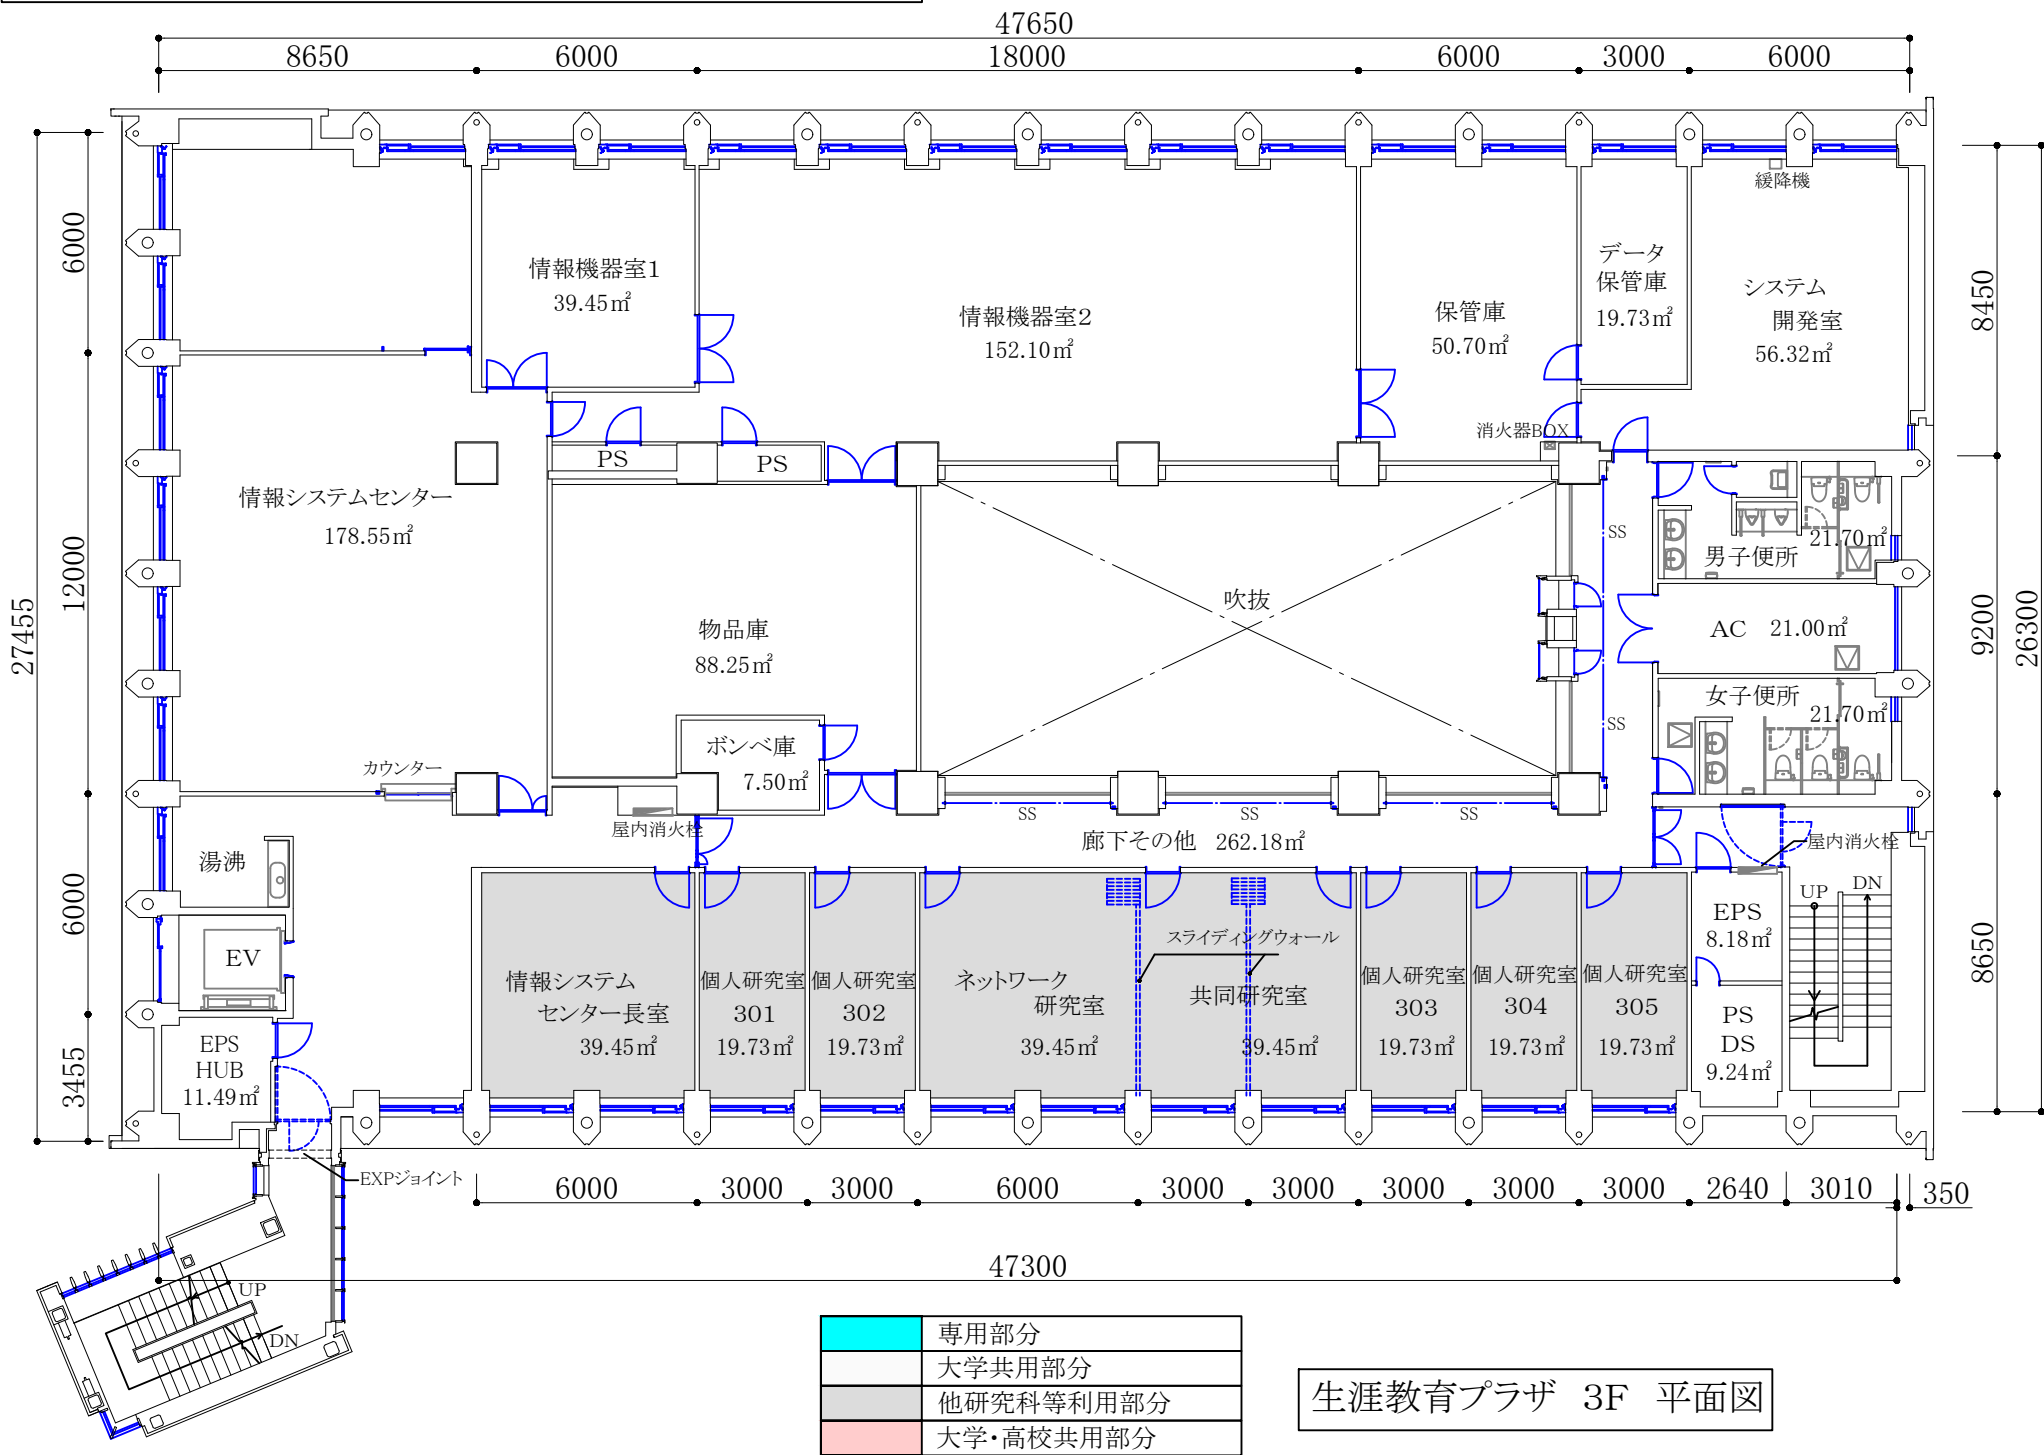 47650
8650 6000 18000 6000 3000 6000
緩降機
6000
12000
6000
3455
27455
8450
9200
8650
26300
情報機器室1
39.45㎡
情報機器室2
152.10㎡
保管庫
50.70㎡
データ
保管庫
19.73㎡
システム
開発室
56.32㎡
消火器BOX
PS
PS
情報システムセンター
178.55㎡
SS
21.70㎡
男子便所
吹抜
物品庫
88.25㎡
AC 21.00㎡
女子便所
21.70㎡
SS
ボンベ庫
7.50㎡
カウンター
屋内消火栓
SS
SS
SS
廊下その他 262.18㎡
屋内消火栓
湯沸
UP
DN
EPS
8.18㎡
EV
スライディングウォール
情報システム
センター長室
39.45㎡
個人研究室
301
19.73㎡
個人研究室
302
19.73㎡
ネットワーク
研究室
39.45㎡
共同研究室
39.45㎡
個人研究室
303
19.73㎡
個人研究室
304
19.73㎡
個人研究室
305
19.73㎡
PS
DS
9.24㎡
EPS
HUB
11.49㎡
EXPジョイント
6000 3000 3000 6000 3000 3000 3000 3000 3000 2640 3010 350
47300
UP
DN
専用部分
大学共用部分
他研究科等利用部分
大学・高校共用部分
生涯教育プラザ 3F 平面図